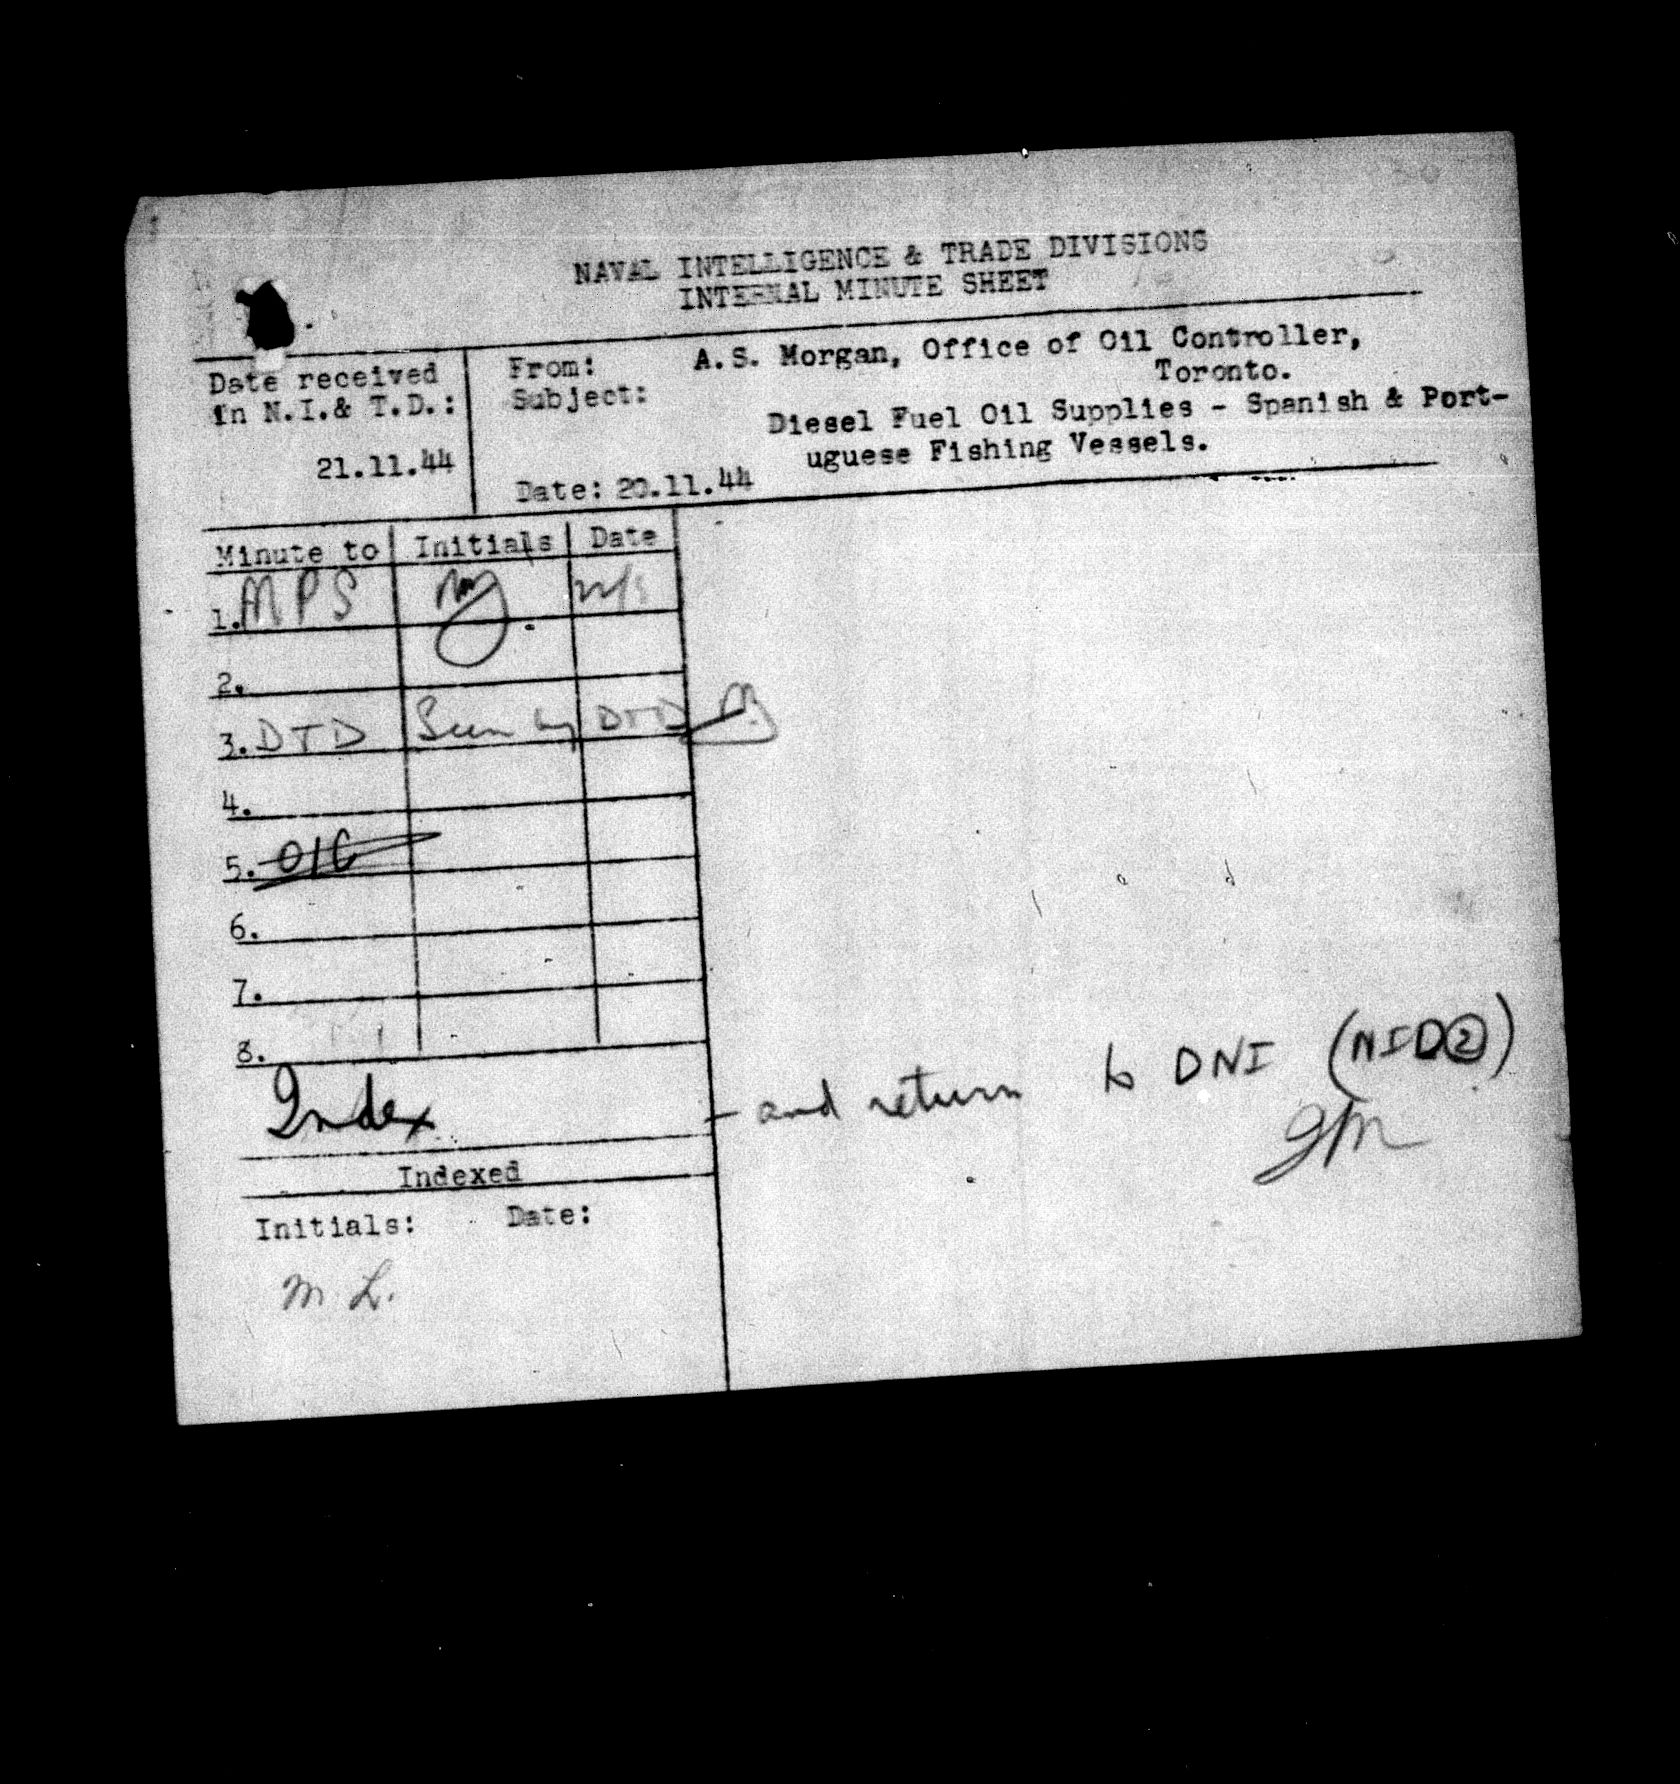 NAVAL INTELLIGENCE & TRADE DIVISIONS
INTERNAL MINUTE SHEET
Date received
in N.I.& T.D.:
21.11.44
From: A.S. Morgan, Office of Oil Controller,
Toronto.
Subject:
Diesel Fuel Oil Supplies - Spanish & Port-
uguese Fishing Vessels.
Date: 20.11.44
Minute to Initials Date
1. MPS
2.
3. DTD Seen by DTD
4.
5. OIC
6.
7.
8.
Index - and return to DNI (NID2)
JM
Indexed
Initials: Date:
M L.